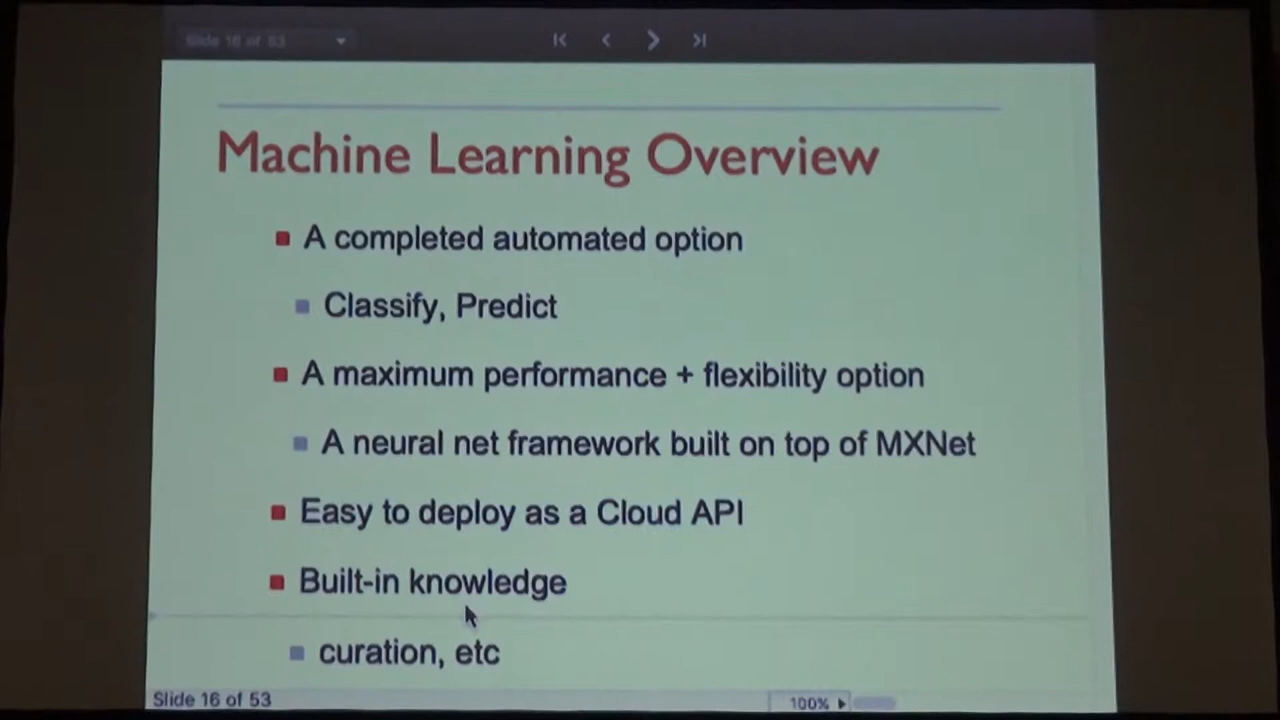 Slide 16 of 53
Machine Learning Overview
A completed automated option
Classify, Predict
A maximum performance + flexibility option
A neural net framework built on top of MXNet
Easy to deploy as a Cloud API
Built-in knowledge
curation, etc
Slide 16 of 53
100%